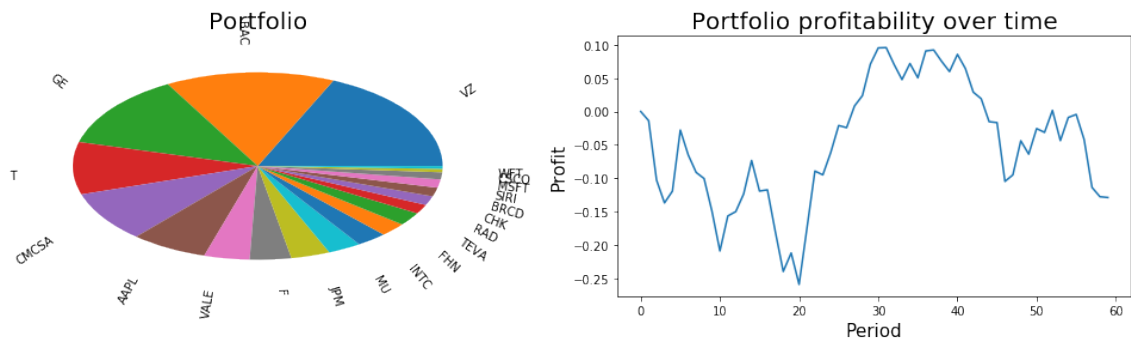 Portfolio
BAC
VZ
T
CMCSA
AAPL
VALE
F
JPM
MU
INTC
FHN
TEVA
RAD
CHK
BRCD
SIRI
MSFT
WFT
Portfolio profitability over time
0.10
0.05
0.00
−0.05
−0.10
−0.15
−0.20
−0.25
Profit
0
10
20
30
40
50
60
Period